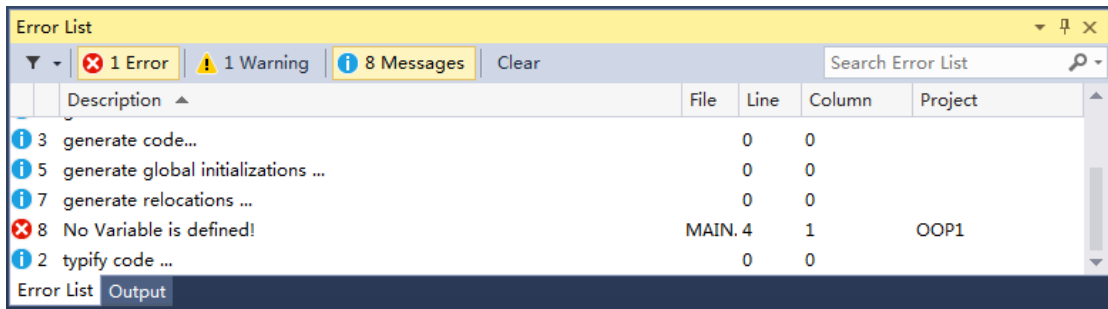 Error List
1 Error 1 Warning 8 Messages Clear Search Error List
Description File Line Column Project
3 generate code... 0 0
5 generate global initializations ... 0 0
7 generate relocations ... 0 0
8 No Variable is defined! MAIN. 4 1 OOP1
2 typify code ... 0 0
Error List Output